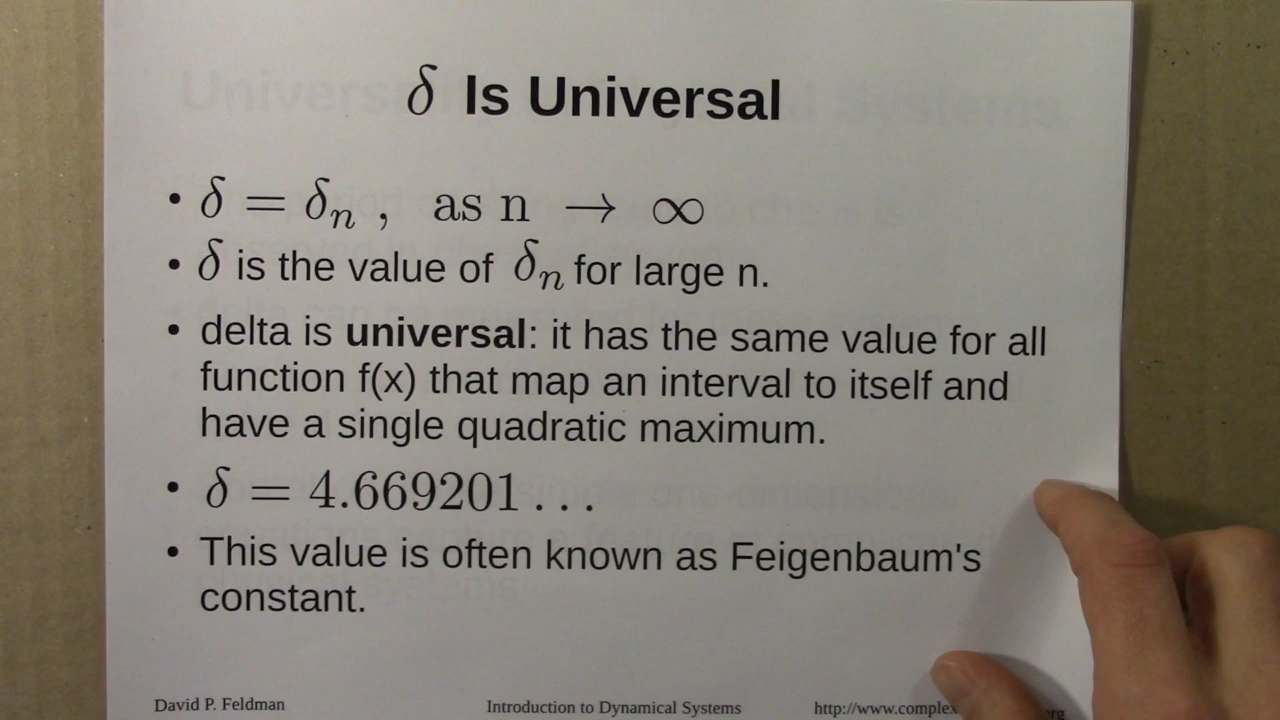 δ Is Universal
• δ = δₙ , as n → ∞
• δ is the value of δₙ for large n.
• delta is universal: it has the same value for all
function f(x) that map an interval to itself and
have a single quadratic maximum.
• δ = 4.669201...
• This value is often known as Feigenbaum's
constant.
David P. Feldman Introduction to Dynamical Systems http://www.complex